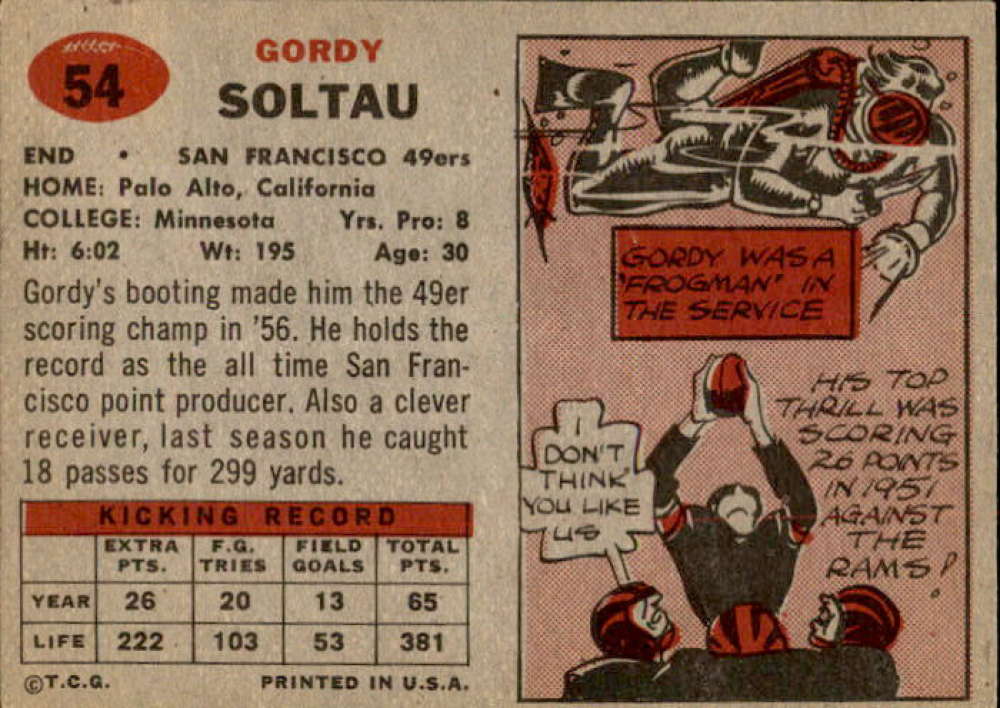 54
GORDY
SOLTAU
END • SAN FRANCISCO 49ers
HOME: Palo Alto, California
COLLEGE: Minnesota Yrs. Pro: 8
Ht: 6:02 Wt: 195 Age: 30
Gordy's booting made him the 49er
scoring champ in '56. He holds the
record as the all time San Fran-
cisco point producer. Also a clever
receiver, last season he caught
18 passes for 299 yards.
KICKING RECORD
EXTRA PTS. F.G. TRIES FIELD GOALS TOTAL PTS.
YEAR 26 20 13 65
LIFE 222 103 53 381
©T.C.G. PRINTED IN U.S.A.
GORDY WAS A
"FROGMAN" IN
THE SERVICE
I
DON'T
THINK
YOU LIKE
US
HIS TOP
THRILL WAS
SCORING
26 POINTS
IN 1951
AGAINST
THE
RAMS!